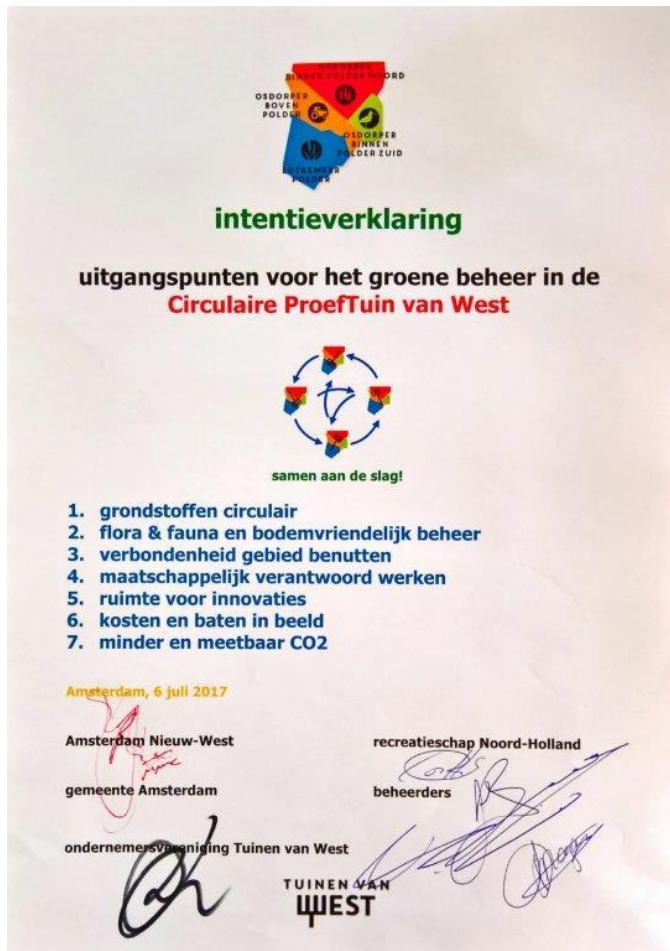 OSDORPER
BINNEN POLDER NOORD
OSDORPER
BOVEN
POLDER
OSDORPER
BINNEN
POLDER ZUID
LUTKEMEER
POLDER
intentieverklaring
uitgangspunten voor het groene beheer in de
Circulaire ProefTuin van West
samen aan de slag!
1. grondstoffen circulair
2. flora & fauna en bodemvriendelijk beheer
3. verbondenheid gebied benutten
4. maatschappelijk verantwoord werken
5. ruimte voor innovaties
6. kosten en baten in beeld
7. minder en meetbaar CO2
Amsterdam, 6 juli 2017
Amsterdam Nieuw-West
recreatieschap Noord-Holland
gemeente Amsterdam
beheerders
ondernemersvereniging Tuinen van West
TUINEN VAN
WEST